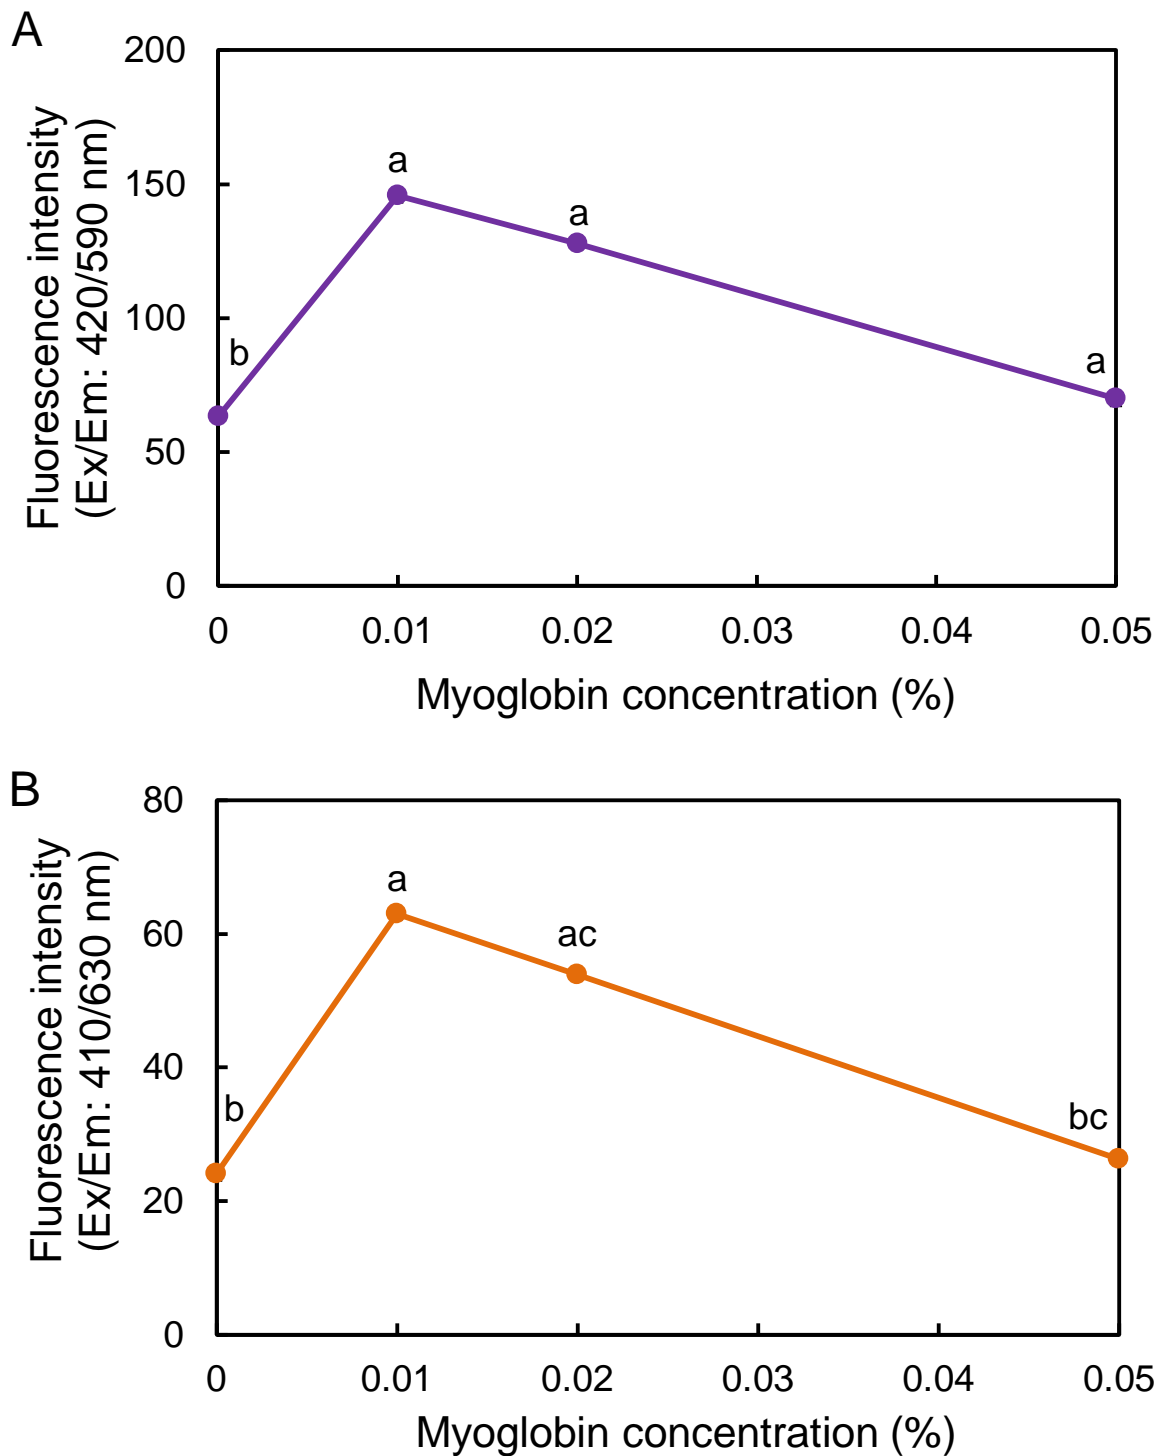 A
Fluorescence intensity
(Ex/Em: 420/590 nm)
200
150
100
50
0
b
a
a
a
0 0.01 0.02 0.03 0.04 0.05
Myoglobin concentration (%)
B
Fluorescence intensity
(Ex/Em: 410/630 nm)
80
60
40
20
0
b
a
ac
bc
0 0.01 0.02 0.03 0.04 0.05
Myoglobin concentration (%)